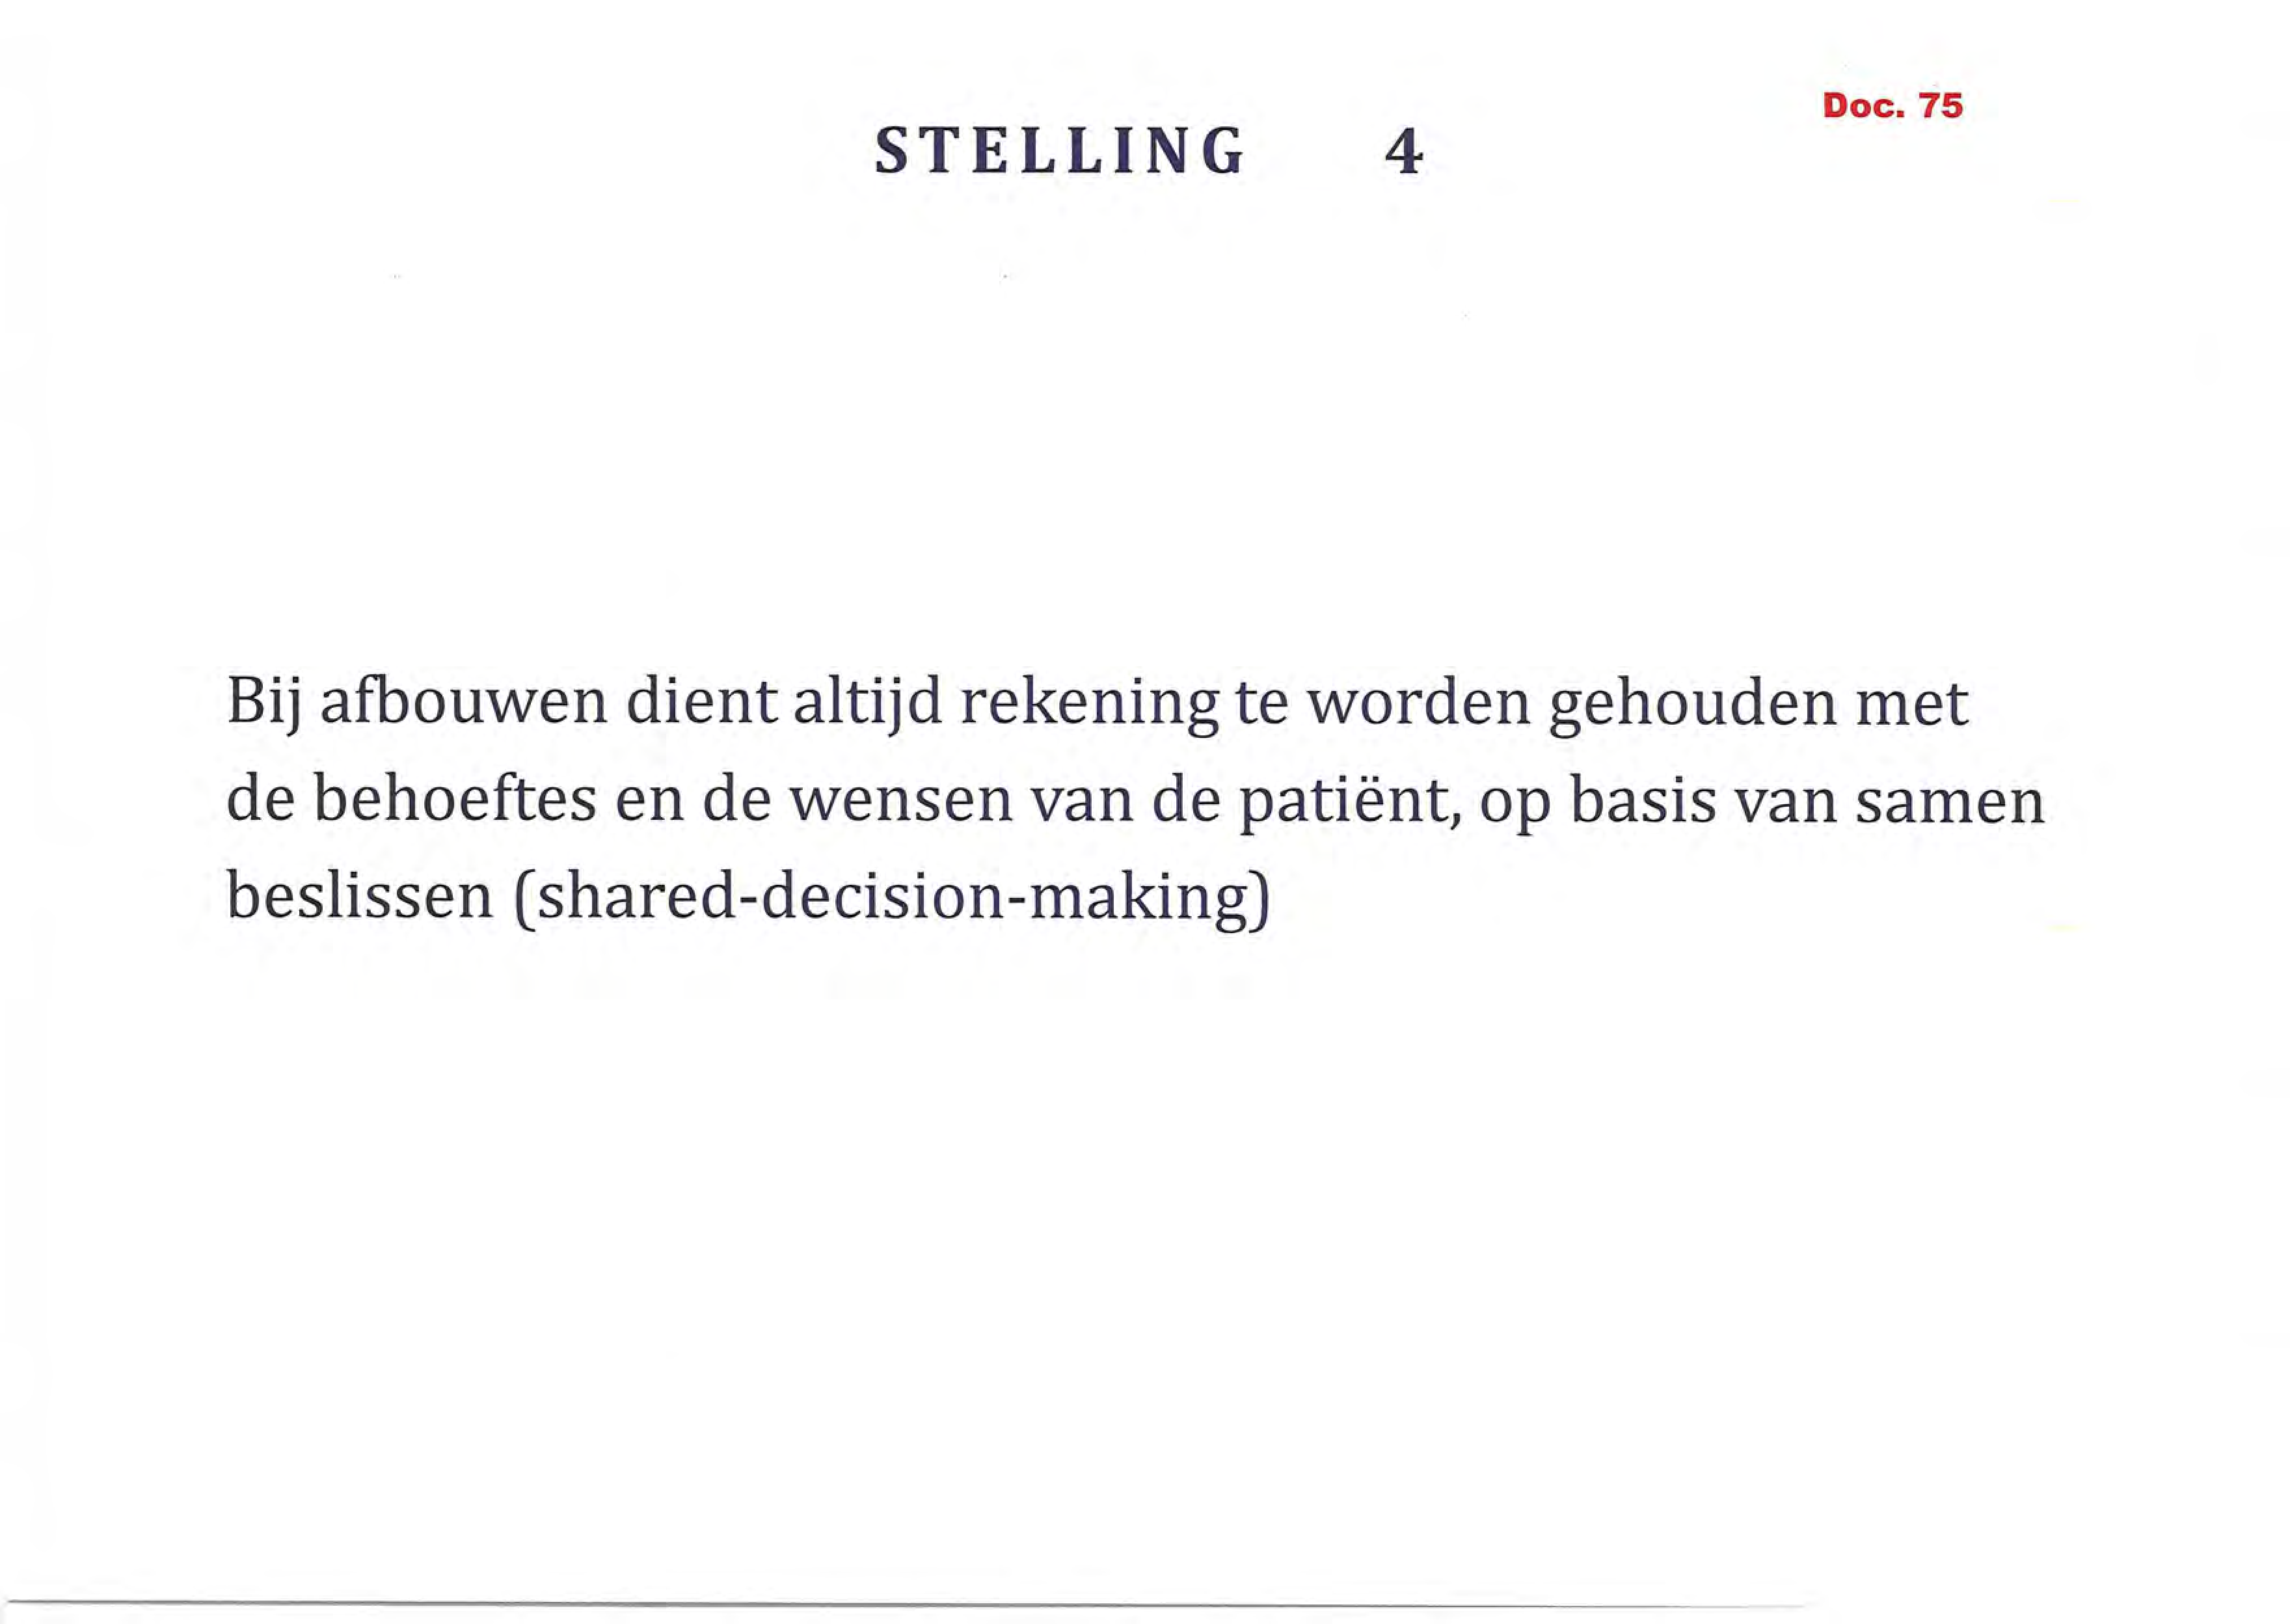 Doc. 75
STELLING 4
Bij afbouwen dient altijd rekening te worden gehouden met
de behoeftes en de wensen van de patiënt, op basis van samen
beslissen (shared-decision-making)